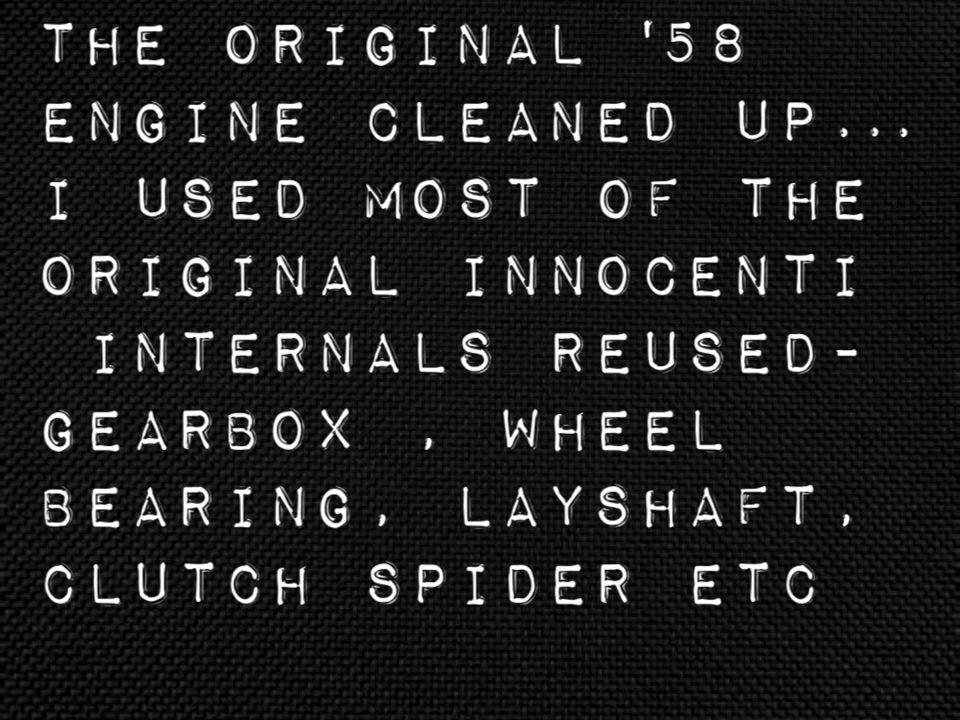 THE ORIGINAL '58
ENGINE CLEANED UP...
I USED MOST OF THE
ORIGINAL INNOCENTI
INTERNALS REUSED-
GEARBOX , WHEEL
BEARING, LAYSHAFT,
CLUTCH SPIDER ETC